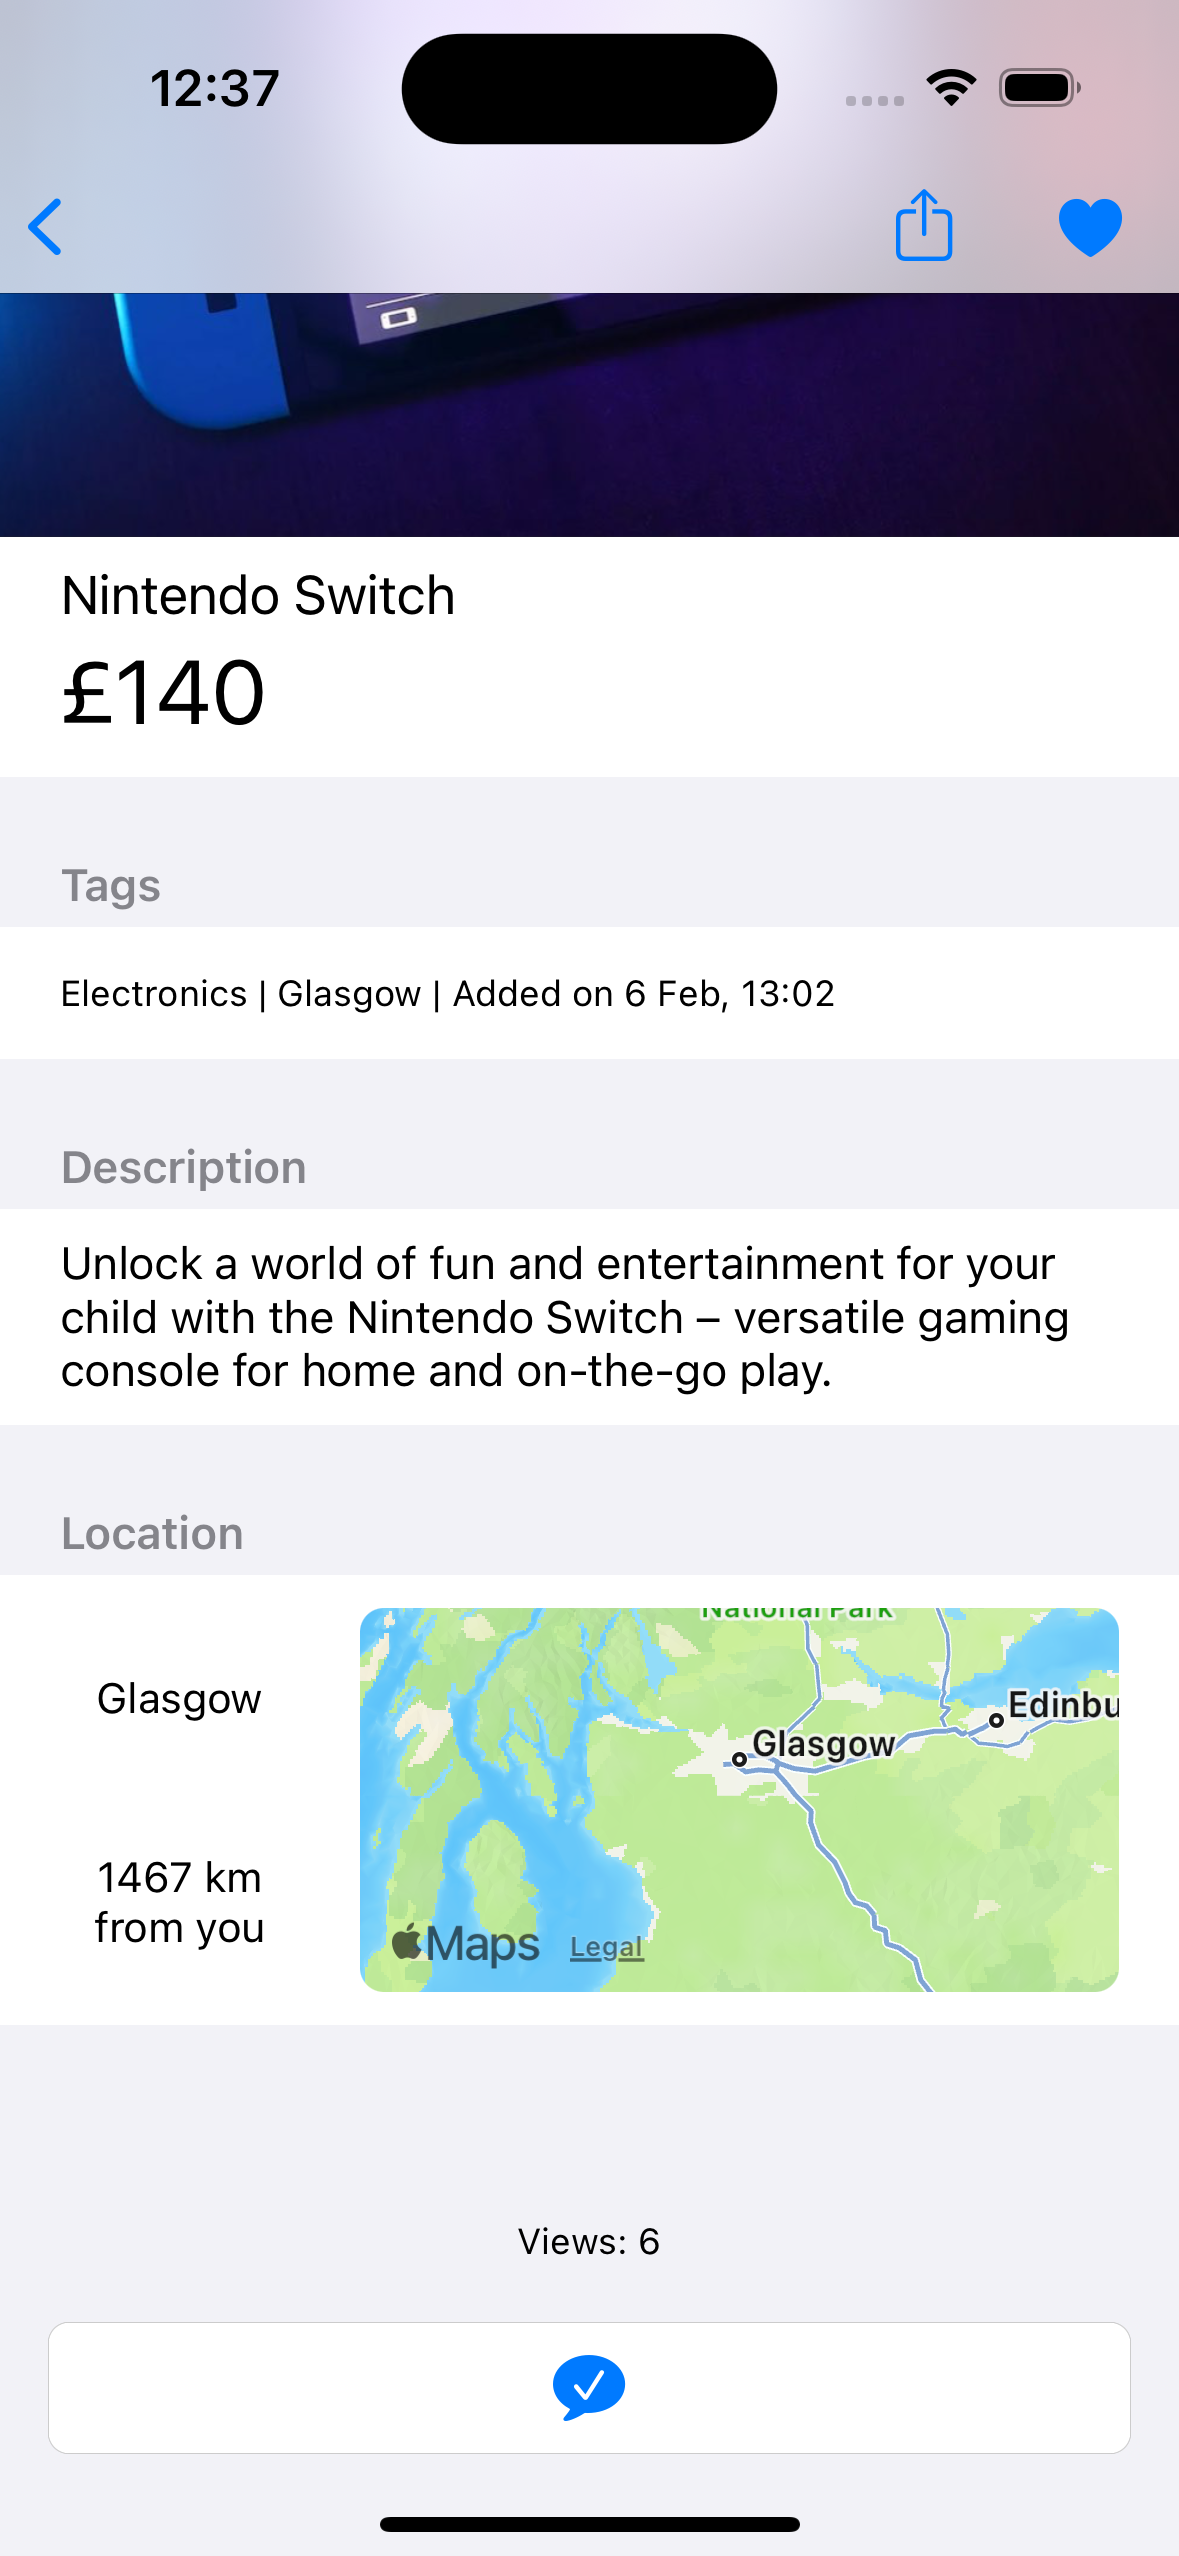 12:37
Nintendo Switch
£140
Tags
Electronics | Glasgow | Added on 6 Feb, 13:02
Description
Unlock a world of fun and entertainment for your
child with the Nintendo Switch – versatile gaming
console for home and on-the-go play.
Location
National Park
Glasgow
Edinbu
Glasgow
1467 km
from you
Maps Legal
Views: 6